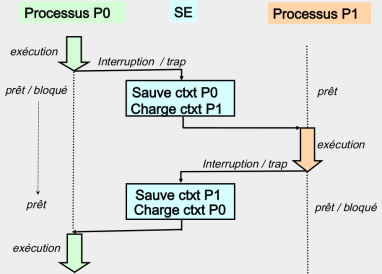 Processus P0
SE
Processus P1
exécution
Interruption / trap
prêt / bloqué
Sauve ctxt P0
Charge ctxt P1
prêt
exécution
Interruption / trap
Sauve ctxt P1
Charge ctxt P0
prêt
prêt / bloqué
exécution